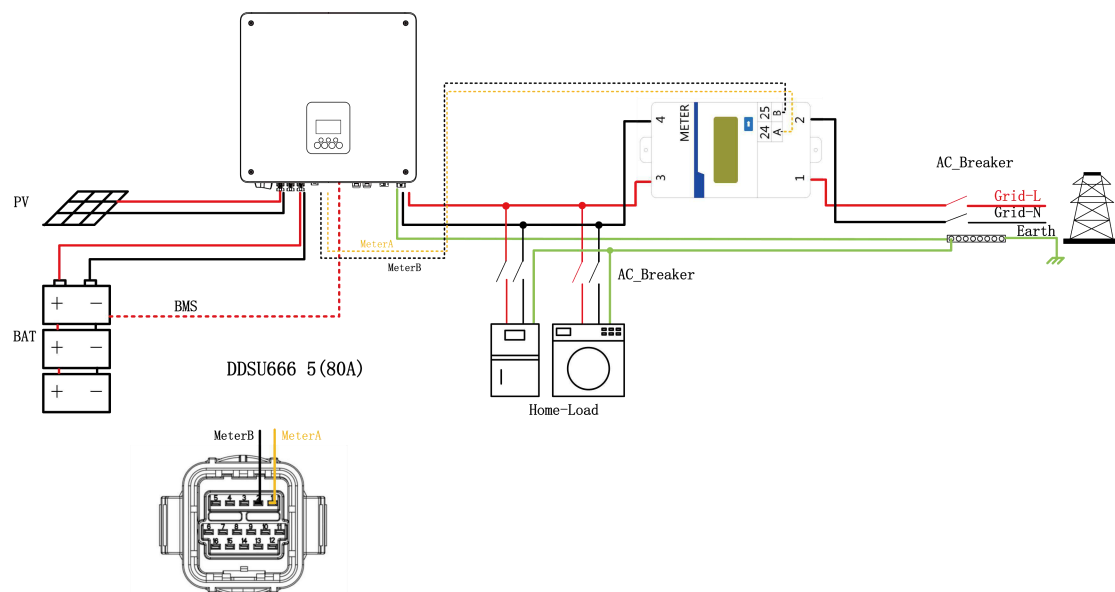 PV
BAT
BMS
MeterA
MeterB
4
3
METER
24
25
A
B
2
1
AC_Breaker
Grid-L
Grid-N
Earth
AC_Breaker
Home-Load
DDSU666 5(80A)
MeterB
MeterA
5 4 3 2 1
6 7 8 9 10 11
16 15 14 13 12